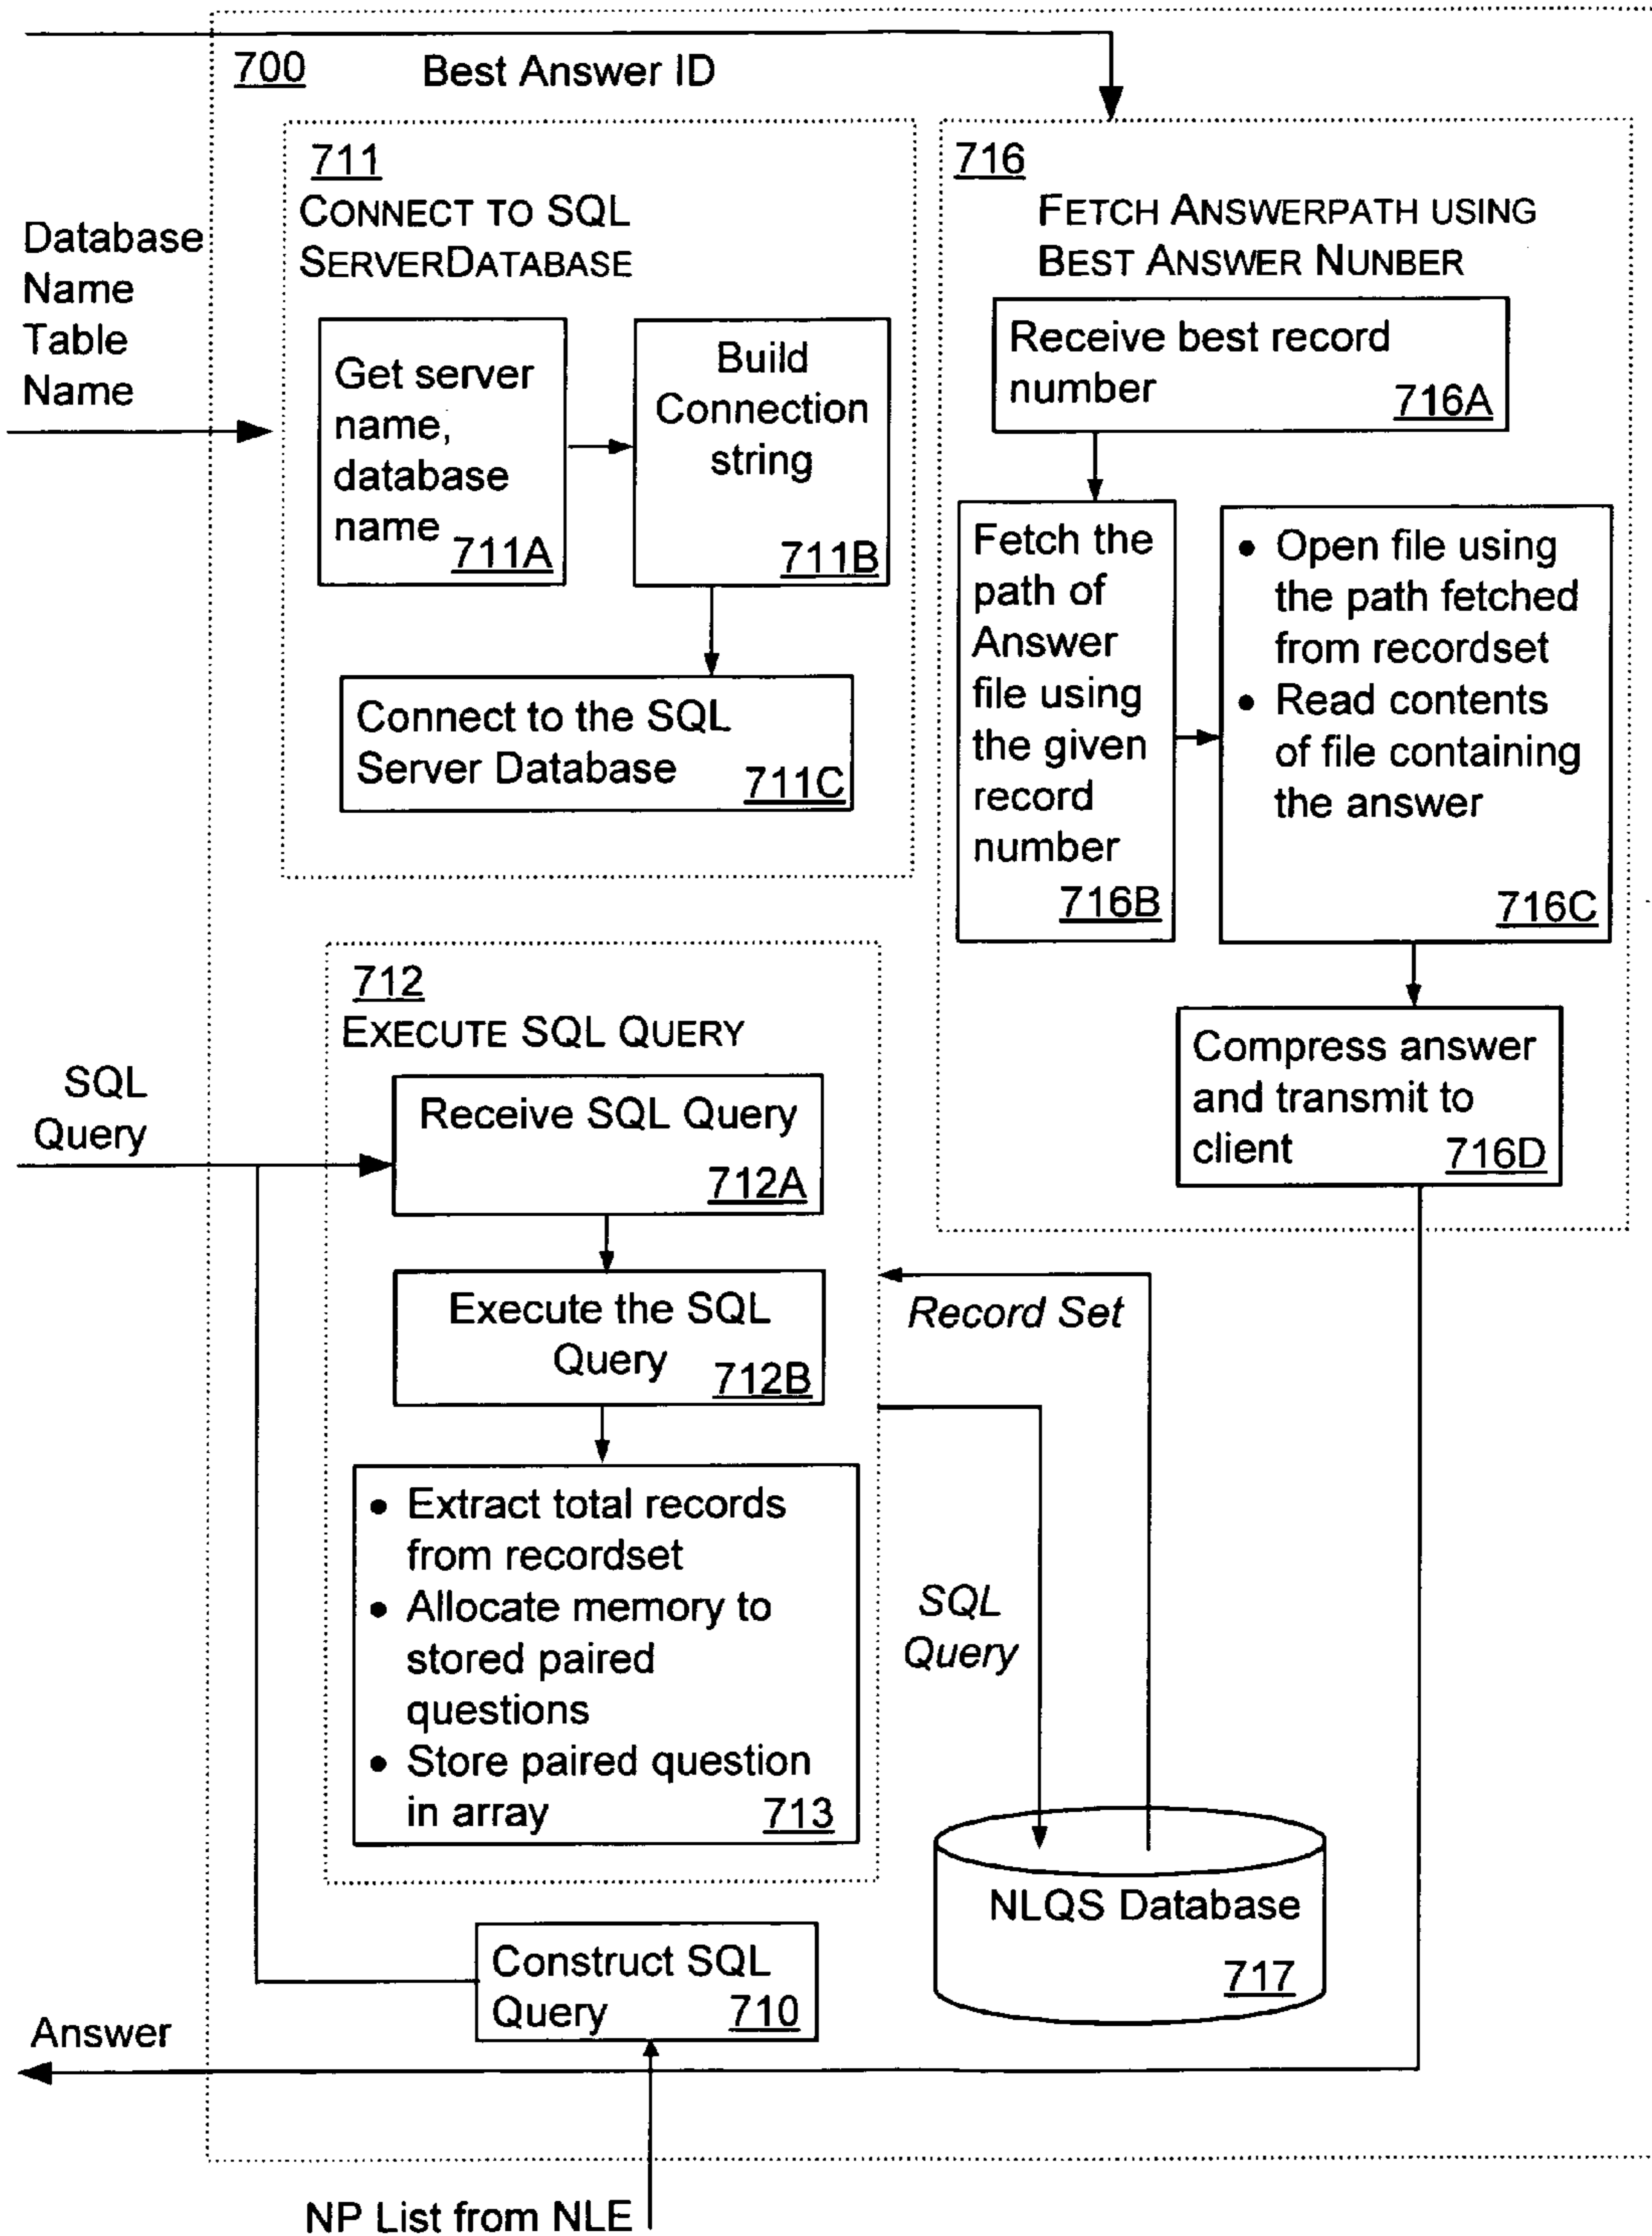 700
Best Answer ID
Database
Name
Table
Name
711
CONNECT TO SQL
SERVERDATABASE
Get server
name,
database
name 711A
Build
Connection
string
711B
Connect to the SQL
Server Database 711C
716
FETCH ANSWERPATH USING
BEST ANSWER NUNBER
Receive best record
number 716A
Fetch the
path of
Answer
file using
the given
record
number
716B
• Open file using
the path fetched
from recordset
• Read contents
of file containing
the answer
716C
Compress answer
and transmit to
client 716D
SQL
Query
712
EXECUTE SQL QUERY
Receive SQL Query
712A
Execute the SQL
Query 712B
• Extract total records
from recordset
• Allocate memory to
stored paired
questions
• Store paired question
in array 713
Record Set
SQL
Query
NLQS Database
717
Construct SQL
Query 710
Answer
NP List from NLE